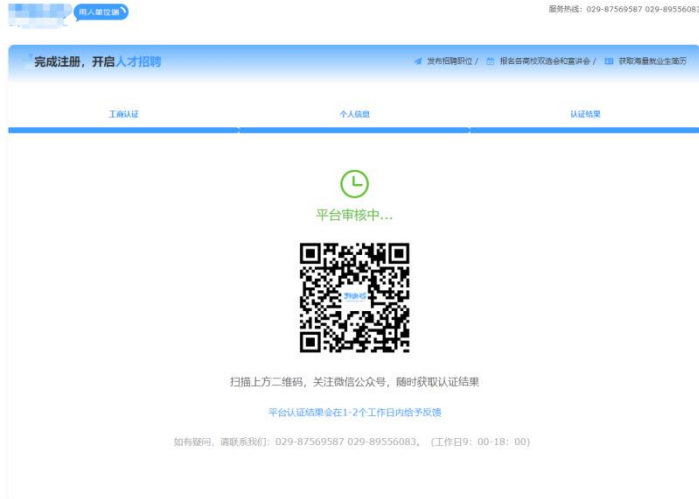 用人单位端
服务热线：029-87569587 029-89556083
完成注册，开启人才招聘
发布招聘职位 / 报名各高校双选会和宣讲会 / 获取海量就业生简历
工商认证 个人信息 认证结果
平台审核中...
扫描上方二维码，关注微信公众号，随时获取认证结果
平台认证结果会在1-2个工作日内给予反馈
如有疑问，请联系我们：029-87569587 029-89556083。（工作日9：00-18：00）